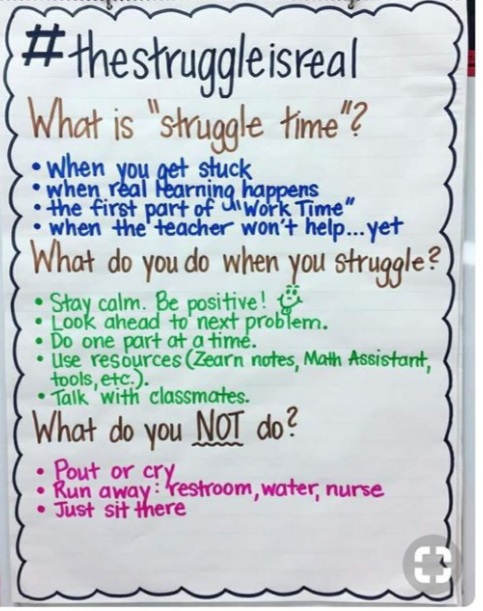 #thestruggleisreal
What is "struggle time"?
• When you get stuck
• when real learning happens
• the first part of "Work Time"
• when the teacher won't help...yet
What do you do when you struggle?
• Stay calm. Be positive!
• Look ahead to next problem.
• Do one part at a time.
• Use resources (Zearn notes, Math Assistant,
tools, etc.).
• Talk with classmates.
What do you NOT do?
• Pout or cry
• Run away: restroom, water, nurse
• Just sit there